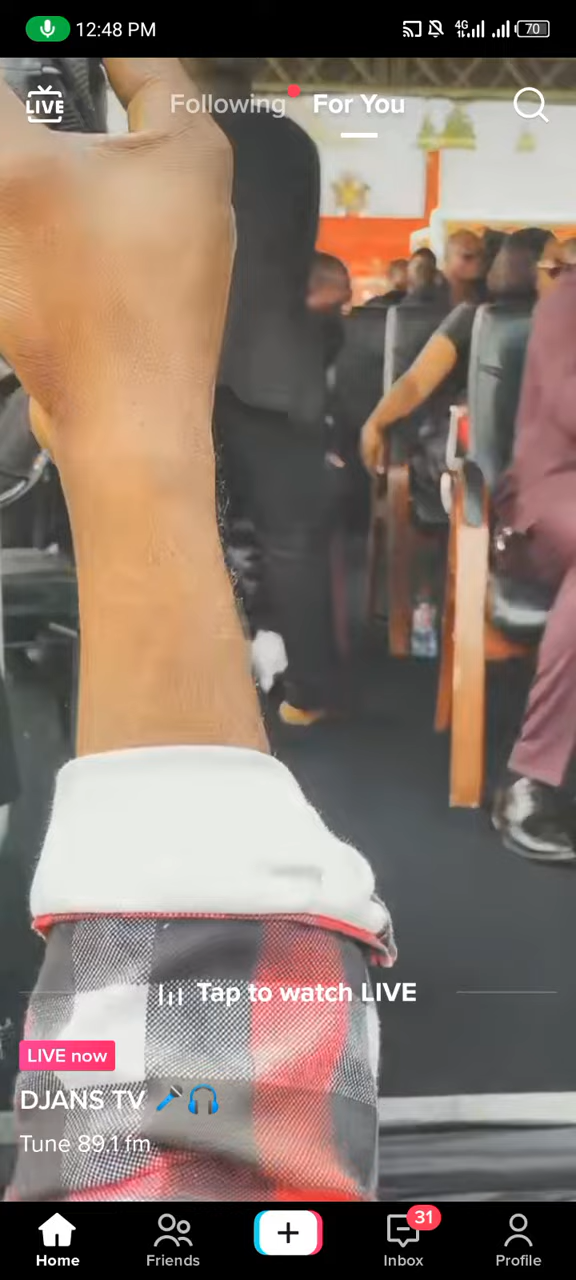 12:48 PM
4G
70
LIVE
Following
For You
Tap to watch LIVE
LIVE now
DJANS TV 🎤🎧
Tune 89.1 fm
Home
Friends
31
Inbox
Profile